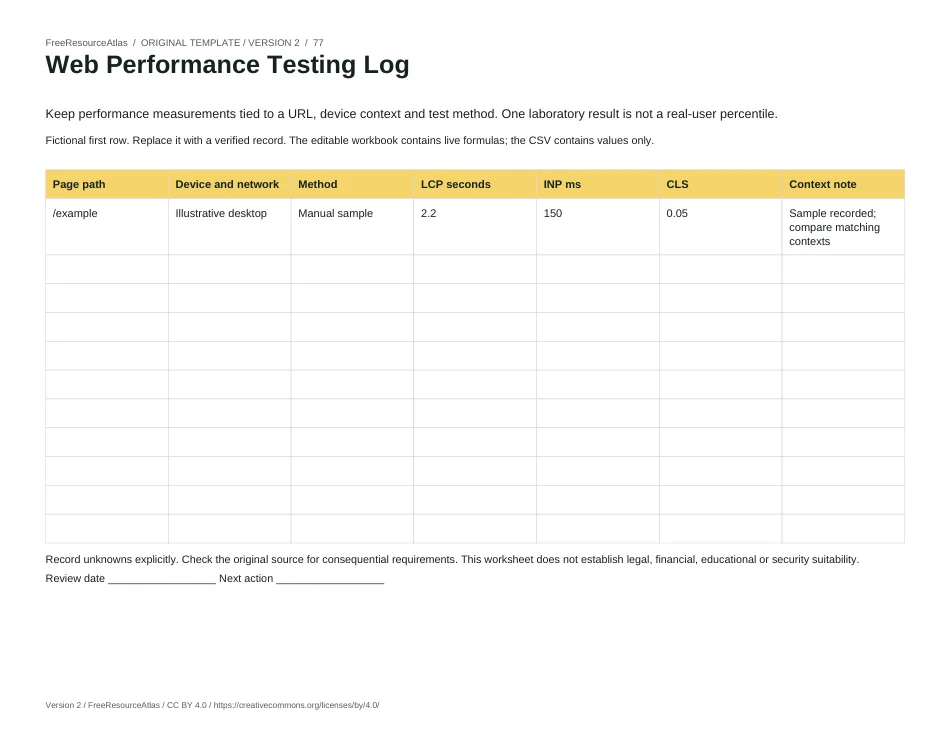 FreeResourceAtlas / ORIGINAL TEMPLATE / VERSION 2 / 77
Web Performance Testing Log
Keep performance measurements tied to a URL, device context and test method. One laboratory result is not a real-user percentile.
Fictional first row. Replace it with a verified record. The editable workbook contains live formulas; the CSV contains values only.
Page path Device and network Method LCP seconds INP ms CLS Context note
/example Illustrative desktop Manual sample 2.2 150 0.05 Sample recorded;
compare matching
contexts
Record unknowns explicitly. Check the original source for consequential requirements. This worksheet does not establish legal, financial, educational or security suitability.
Review date ___________________ Next action ___________________
Version 2 / FreeResourceAtlas / CC BY 4.0 / https://creativecommons.org/licenses/by/4.0/